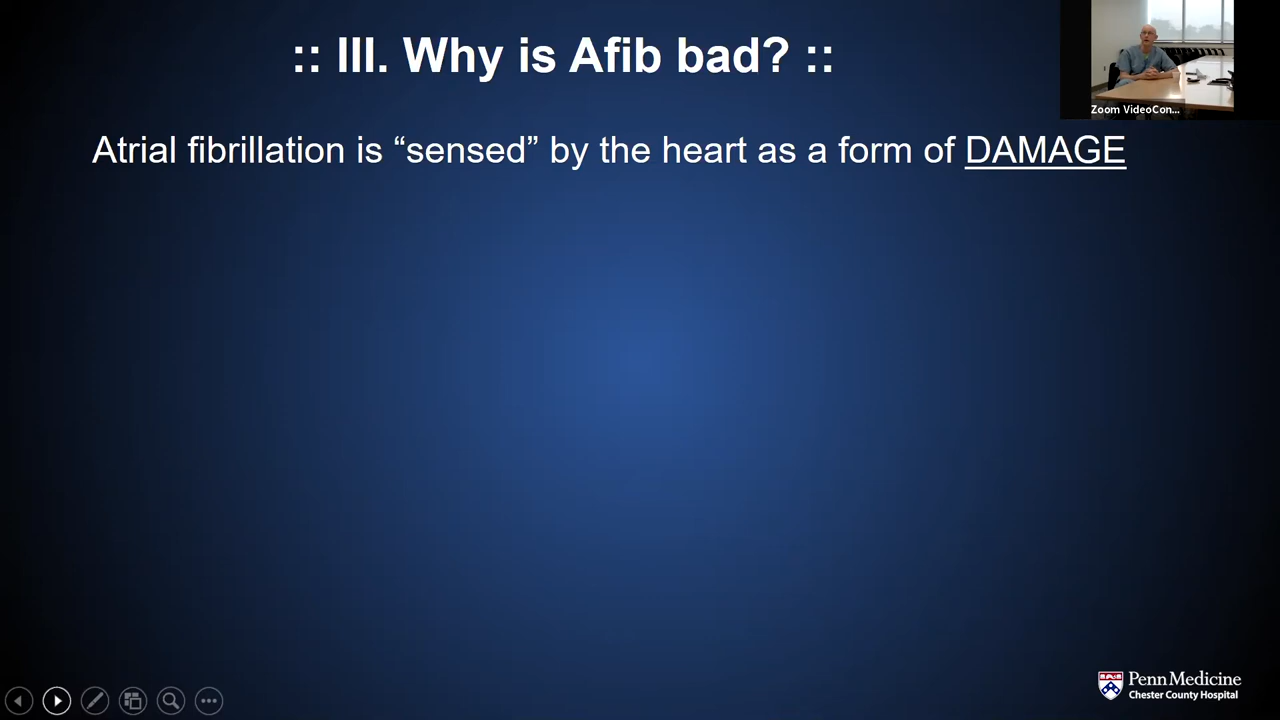 :: III. Why is Afib bad? ::
Zoom VideoCon...
Atrial fibrillation is “sensed” by the heart as a form of DAMAGE
Penn Medicine
Chester County Hospital